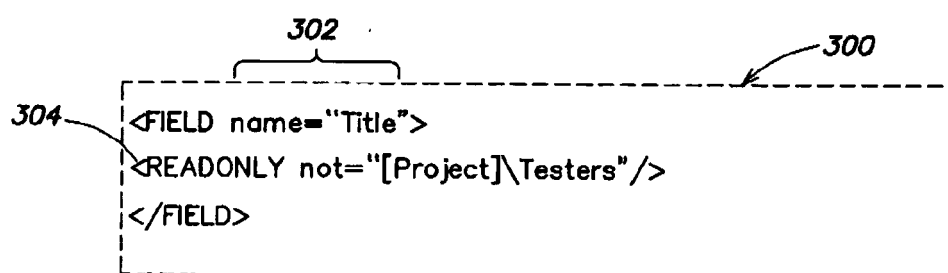 302
300
304
<FIELD name="Title">
<READONLY not="[Project]\Testers"/>
</FIELD>